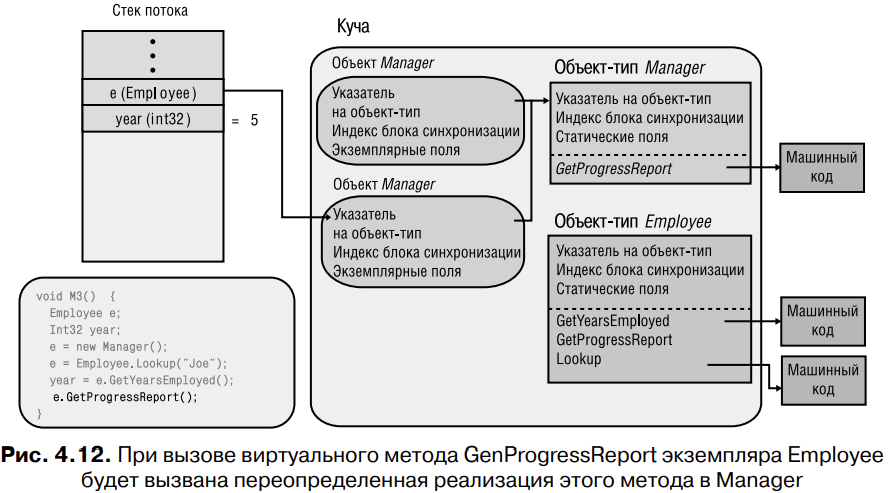 Стек потока
Куча
e (Employee)
year (int32)
= 5
Объект Manager
Указатель
на объект-тип
Индекс блока синхронизации
Экземплярные поля
Объект Manager
Указатель
на объект-тип
Индекс блока синхронизации
Экземплярные поля
Объект-тип Manager
Указатель на объект-тип
Индекс блока синхронизации
Статические поля
GetProgressReport
Машинный
код
Объект-тип Employee
Указатель на объект-тип
Индекс блока синхронизации
Статические поля
GetYearsEmployed
GetProgressReport
Lookup
Машинный
код
Машинный
код
void M3() {
Employee e;
Int32 year;
e = new Manager();
e = Employee.Lookup("Joe");
year = e.GetYearsEmployed();
e.GetProgressReport();
}
Рис. 4.12. При вызове виртуального метода GenProgressReport экземпляра Employee
будет вызвана переопределенная реализация этого метода в Manager